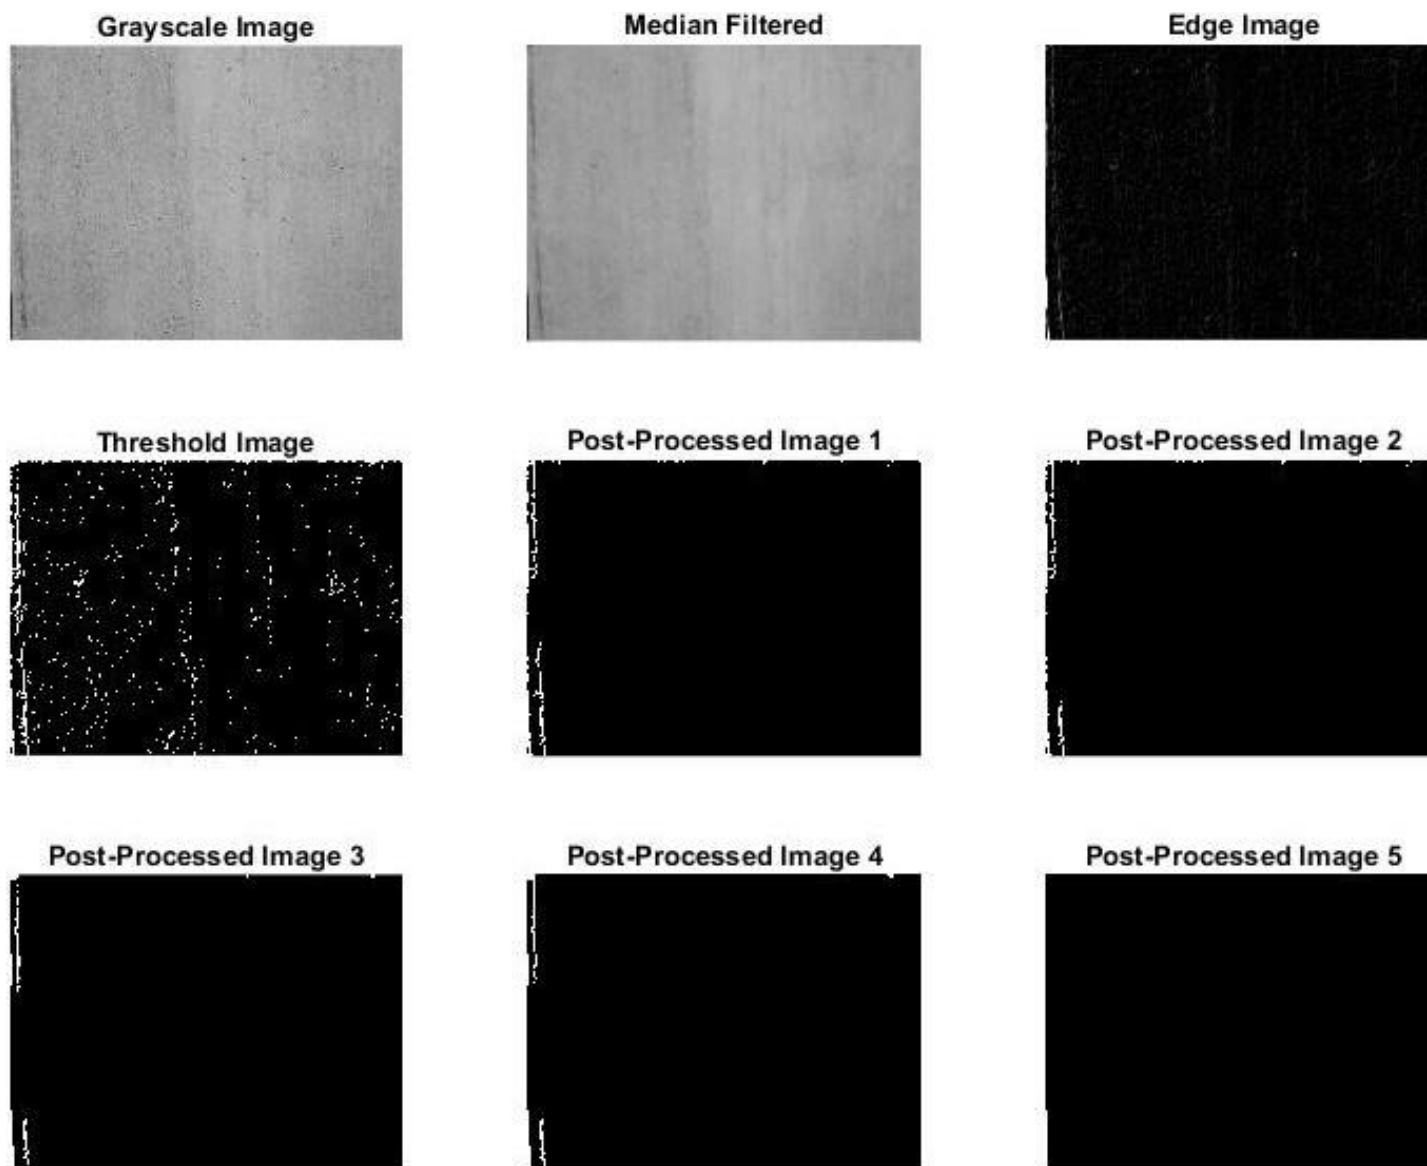 Grayscale Image
Median Filtered
Edge Image
Threshold Image
Post-Processed Image 1
Post-Processed Image 2
Post-Processed Image 3
Post-Processed Image 4
Post-Processed Image 5